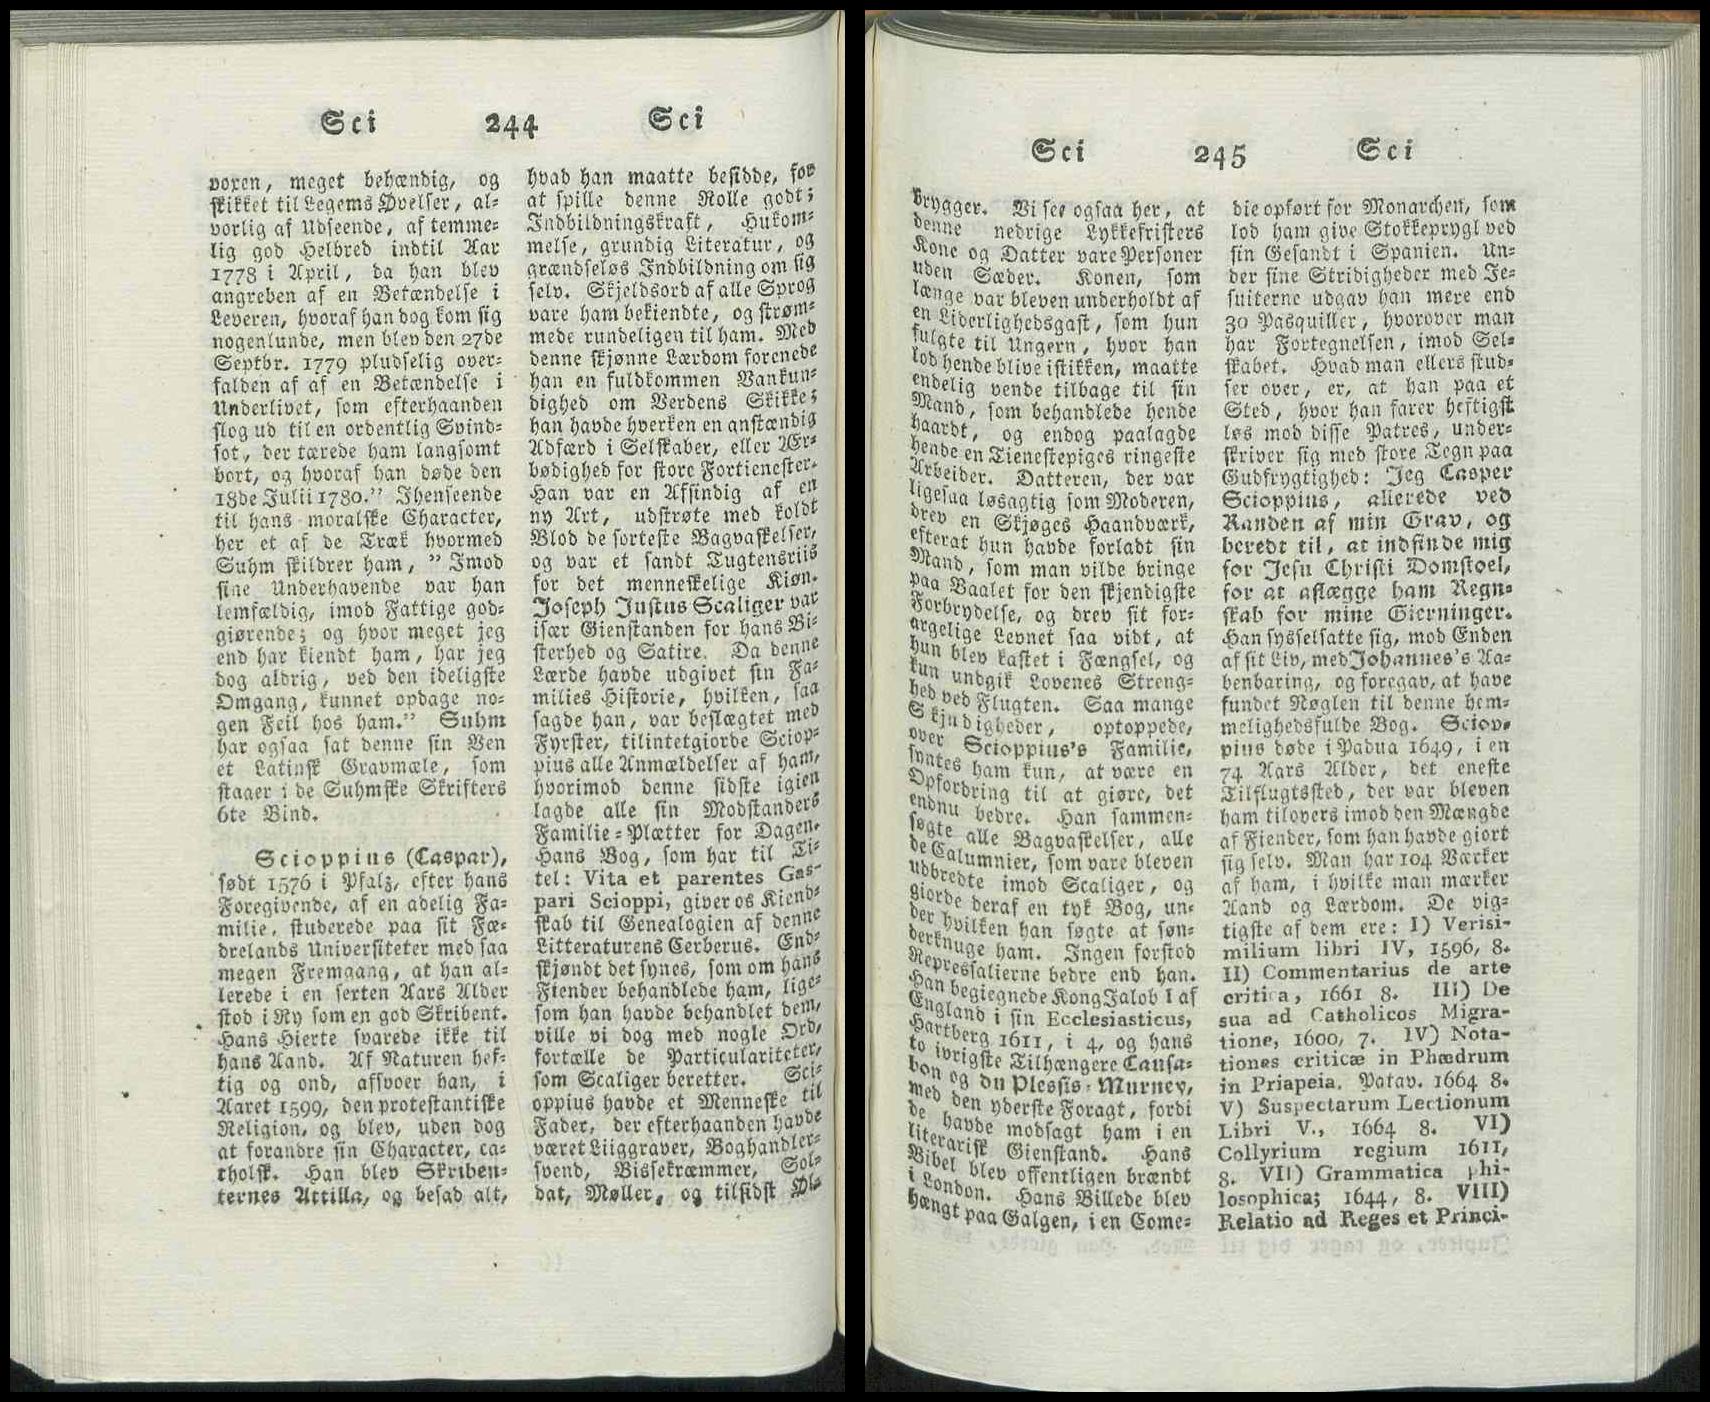 Sci 244 Sci
voxen, meget behændig, og
skikket til Legems Øvelser, al=
vorlig af Udseende, af temme=
lig god Helbred indtil Aar
1778 i April, da han blev
angreben af en Betændelse i
Leveren, hvoraf han dog kom sig
nogenlunde, men blev den 27de
Septbr. 1779 pludselig over=
falden af af en Betændelse i
Underlivet, som efterhaanden
slog ud til en ordentlig Svind=
sot, der tærede ham langsomt
bort, og hvoraf han døde den
18de Julii 1780." Ihenseende
til hans moralske Character,
her et af de Træk hvormed
Suhm skildrer ham, " Imod
sine Underhavende var han
lemfældig, imod Fattige god=
giørende; og hvor meget jeg
end har kiendt ham, har jeg
dog aldrig, ved den ideligste
Omgang, kunnet opdage no=
gen Feil hos ham." Suhm
har ogsaa sat denne sin Ven
et Latinsk Gravmæle, som
staaer i de Suhmske Skrifters
6te Bind.
Scioppius (Caspar),
født 1576 i Pfalz, efter hans
Foregivende, af en adelig Fa=
milie, studerede paa sit Fæ=
drelands Universiteter med saa
megen Fremgang, at han al=
lerede i en sexten Aars Alder
stod i Ry som en god Skribent.
Hans Hierte svarede ikke til
hans Aand. Af Naturen hef=
tig og ond, afsvoer han, i
Aaret 1599, den protestantiske
Religion, og blev, uden dog
at forandre sin Character, ca=
tholsk. Han blev Skriben=
ternes Attilla, og besad alt,
hvad han maatte besidde, for
at spille denne Rolle godt;
Indbildningskraft, Hukom=
melse, grundig Literatur, og
grændseløs Indbildning om sig
selv. Skjeldsord af alle Sprog
vare ham bekiendte, og strøm=
mede rundeligen til ham. Med
denne skjønne Lærdom forenede
han en fuldkommen Vankun=
dighed om Verdens Skikke;
han havde hverken en anstændig
Adfærd i Selskaber, eller Ær=
bødighed for store Fortienester.
Han var en Afsindig af en
ny Art, udstrøte med koldt
Blod de sorteste Bagvaskelser,
og var et sandt Tugtensriis
for det menneskelige Kiøn.
Joseph Justus Scaliger var
især Gienstanden for hans Bi=
sterhed og Satire. Da denne
Lærde havde udgivet sin Fa=
milies Historie, hvilken, saa
sagde han, var beslægtet med
Fyrster, tilintetgiorde Sciop=
pius alle Anmældelser af ham,
hvorimod denne sidste igien
lagde alle sin Modstanders
Familie=Plætter for Dagen.
Hans Bog, som har til Ti=
tel: Vita et parentes Gas-
pari Scioppi, giver os Kiend=
skab til Genealogien af denne
Litteraturens Cerberus. End=
skjøndt det synes, som om hans
Fiender behandlede ham, lige=
som han havde behandlet dem,
ville vi dog med nogle Ord,
fortælle de Particulariteter,
som Scaliger beretter. Sci=
oppius havde et Menneske til
Fader, der efterhaanden havde
været Liiggraver, Boghandler=
svend, Bissekræmmer, Sol=
dat, Møller, og tilsidst Øl=
Sci 245 Sci
brygger. Vi see ogsaa her, at
denne nedrige Lykkefristers
Kone og Datter vare Personer
uden Sæder. Konen, som
længe var bleven underholdt af
en Liderlighedsgast, som hun
fulgte til Ungern, hvor han
lod hende blive istikken, maatte
endelig vende tilbage til sin
Mand, som behandlede hende
haardt, og endog paalagde
hende en Tienestepiges ringeste
Arbeider. Datteren, der var
ligesaa løsagtig som Moderen,
drev en Skjøges Haandværk,
efterat hun havde forladt sin
Mand, som man vilde bringe
paa Baalet for den skjendigste
Forbrydelse, og drev sit for=
argelige Levnet saa vidt, at
hun blev kastet i Fængsel, og
kun undgik Lovenes Streng=
hed ved Flugten. Saa mange
Skjndigheder, optoppede,
over Scioppius's Familie,
syntes ham kun, at være en
Opfordring til at giøre, det
endnu bedre. Han sammen=
søgte alle Bagvaskelser, alle
de Calumnier, som vare bleven
udbredte imod Scaliger, og
giorde deraf en tyk Bog, un=
der hvilken han søgte at søn=
derknuge ham. Ingen forstod
Repressalierne bedre end han.
Han begiegnede Kong Jalob I af
England i sin Ecclesiasticus,
Hartberg 1611, i 4, og hans
to ivrigste Tilhængere Causa=
bon og du Plessis=Murney,
med den yderste Foragt, fordi
de havde modsagt ham i en
literarisk Gienstand. Hans
Bibel blev offentligen brændt
i London. Hans Billede blev
hængt paa Galgen, i en Come=
die opført for Monarchen, som
lod ham give Stokkeprygl ved
sin Gesandt i Spanien. Un=
der sine Stridigheder med Je=
suiterne udgav han mere end
30 Pasquiller, hvorover man
har Fortegnelsen, imod Sel=
skabet. Hvad man ellers stud=
ser over, er, at han paa et
Sted, hvor han farer heftigst
løs mod disse Patres, under=
skriver sig med store Tegn paa
Gudfrygtighed: Jeg Casper
Scioppius, allerede ved
Randen af min Grav, og
beredt til, at indfinde mig
for Jesu Christi Domstoel,
for at aflægge ham Regn=
skab for mine Gierninger.
Han sysselsatte sig, mod Enden
af sit Liv, med Johannes's Aa=
benbaring, og foregav, at have
fundet Nøglen til denne hem=
melighedsfulde Bog. Sciop=
pius døde i Padua 1649, i en
74 Aars Alder, det eneste
Tilflugtssted, der var bleven
ham tilovers imod den Mængde
af Fiender, som han havde giort
sig selv. Man har 104 Værker
af ham, i hvilke man mærker
Aand og Lærdom. De vig=
tigste af dem ere: I) Verisi-
milium libri IV, 1596, 8.
II) Commentarius de arte
critica, 1661 8. III) De
sua ad Catholicos Migra-
tione, 1600, 7. IV) Nota-
tiones criticæ in Phædrum
in Priapeia. Patav. 1664 8.
V) Suspectarum Lectionum
Libri V., 1664 8. VI)
Collyrium regium 1611,
8. VII) Grammatica phi-
losophica; 1644, 8. VIII)
Relatio ad Reges et Princi-